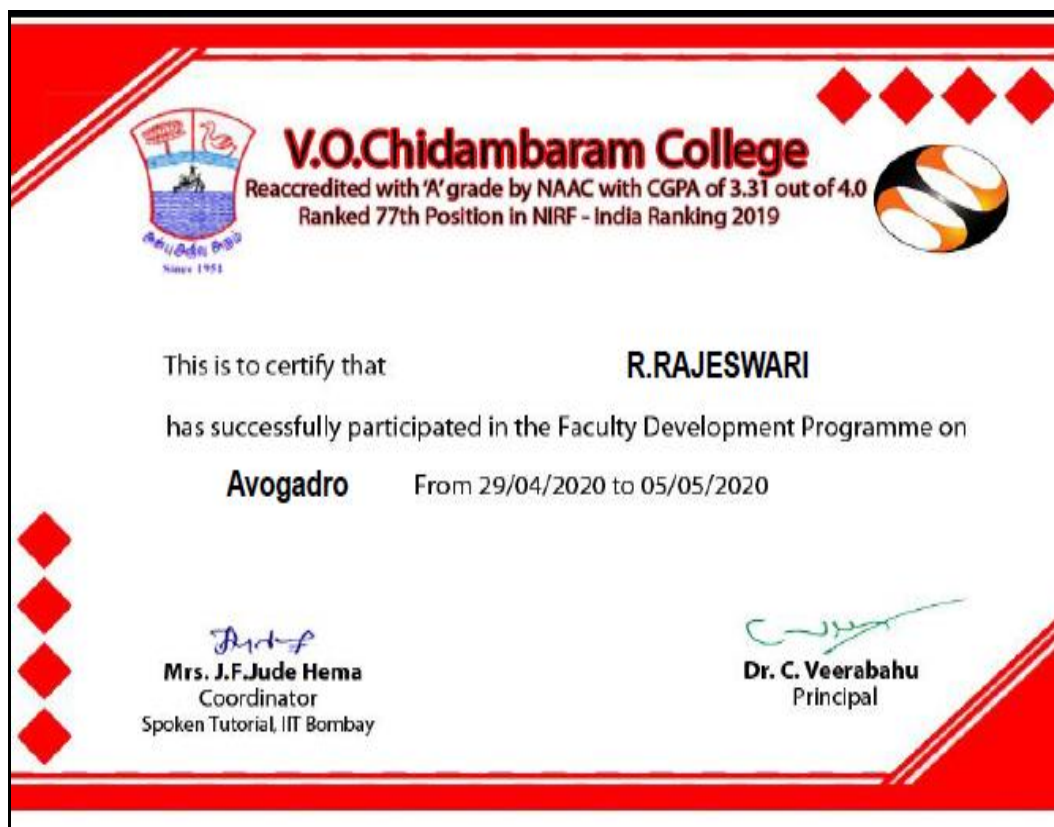 V.O.Chidambaram College
Reaccredited with 'A' grade by NAAC with CGPA of 3.31 out of 4.0
Ranked 77th Position in NIRF - India Ranking 2019
Since 1951
This is to certify that R.RAJESWARI
has successfully participated in the Faculty Development Programme on
Avogadro From 29/04/2020 to 05/05/2020
Mrs. J.F.Jude Hema
Coordinator
Spoken Tutorial, IIT Bombay
Dr. C. Veerabahu
Principal